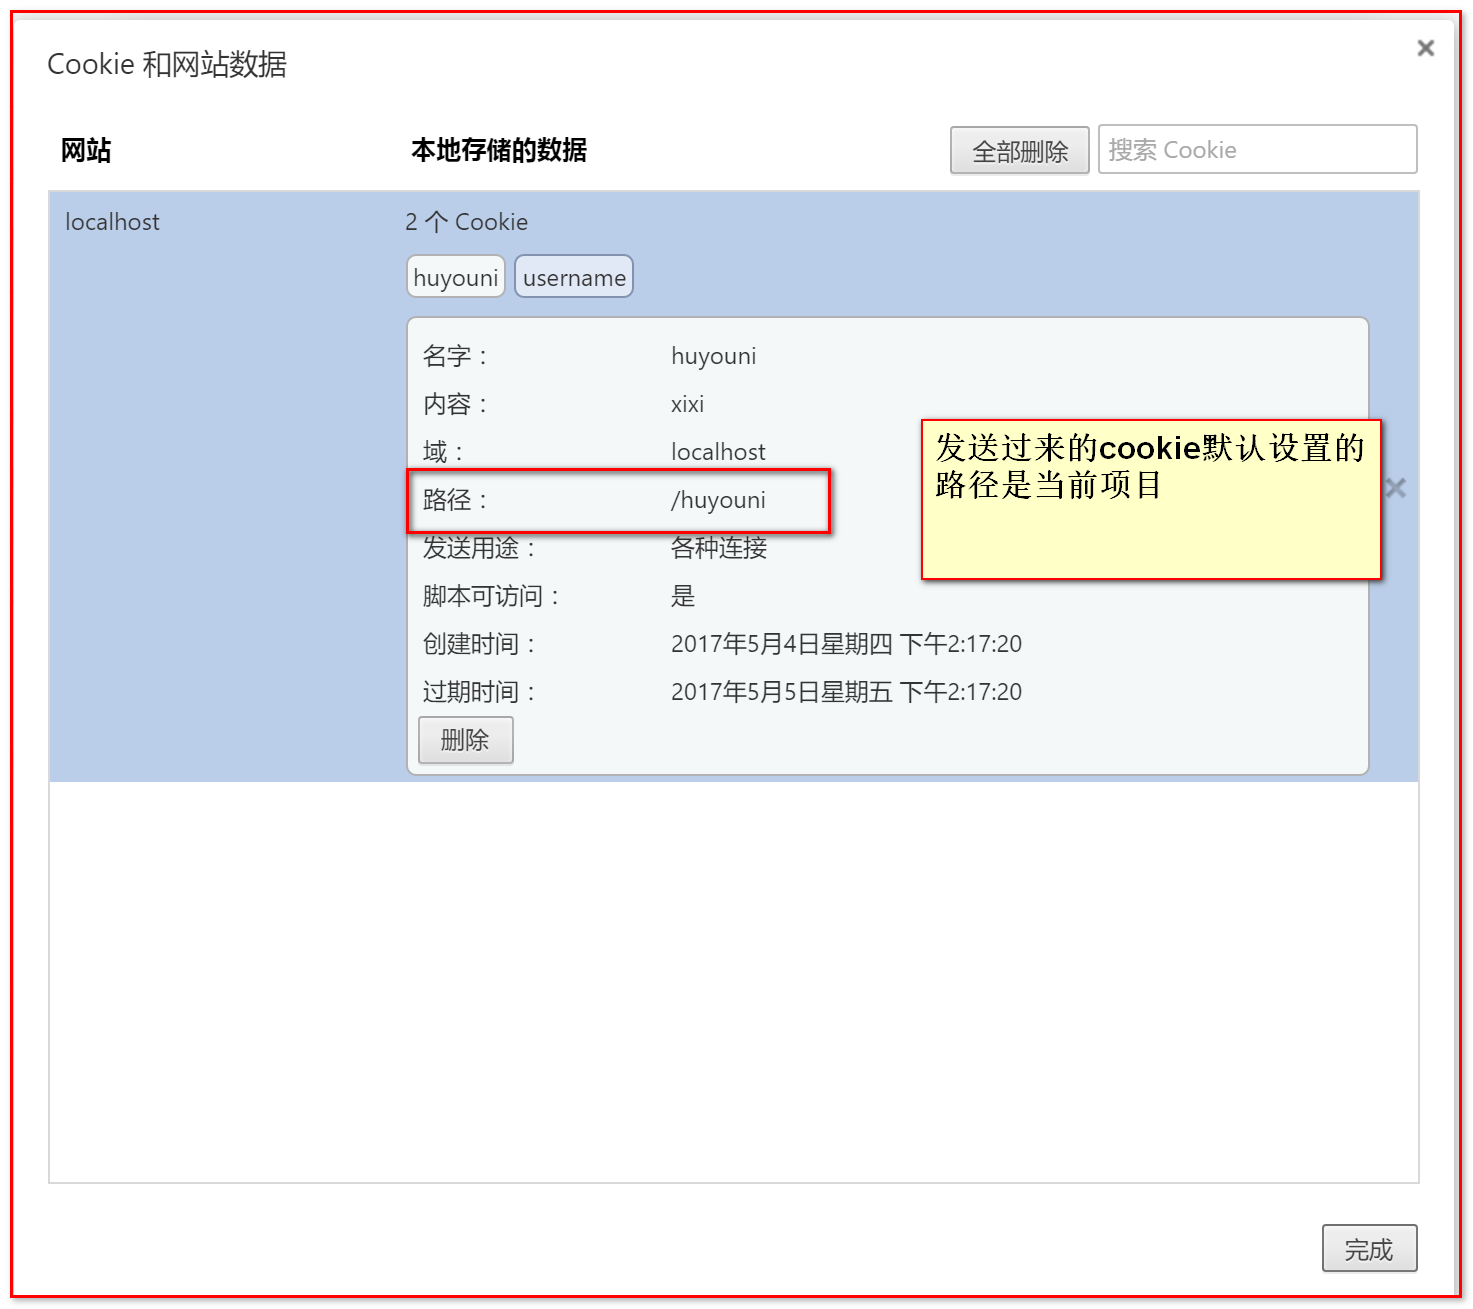 Cookie 和网站数据
网站
本地存储的数据
全部删除
搜索 Cookie
localhost
2 个 Cookie
huyouni
username
名字： huyouni
内容： xixi
域： localhost
路径： /huyouni
发送用途： 各种连接
脚本可访问： 是
创建时间： 2017年5月4日星期四 下午2:17:20
过期时间： 2017年5月5日星期五 下午2:17:20
删除
发送过来的cookie默认设置的
路径是当前项目
完成